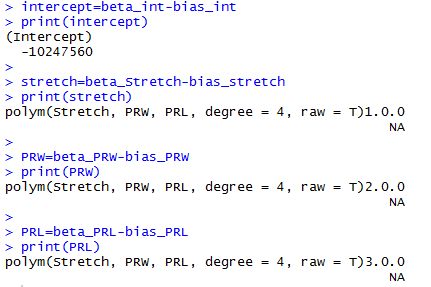 > intercept=beta_int-bias_int
> print(intercept)
(Intercept)
-10247560
>
> stretch=beta_Stretch-bias_stretch
> print(stretch)
polym(Stretch, PRW, PRL, degree = 4, raw = T)1.0.0
NA
>
> PRW=beta_PRW-bias_PRW
> print(PRW)
polym(Stretch, PRW, PRL, degree = 4, raw = T)2.0.0
NA
>
> PRL=beta_PRL-bias_PRL
> print(PRL)
polym(Stretch, PRW, PRL, degree = 4, raw = T)3.0.0
NA